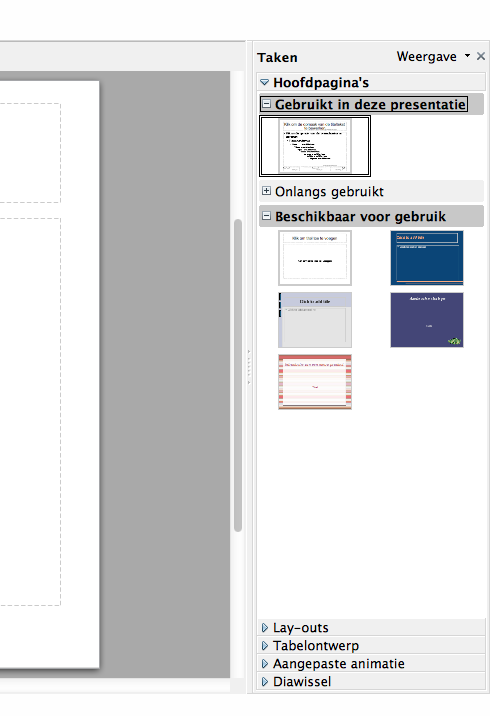 Taken
Weergave
Hoofdpagina's
Gebruikt in deze presentatie
Onlangs gebruikt
Beschikbaar voor gebruik
Lay-outs
Tabelontwerp
Aangepaste animatie
Diawissel